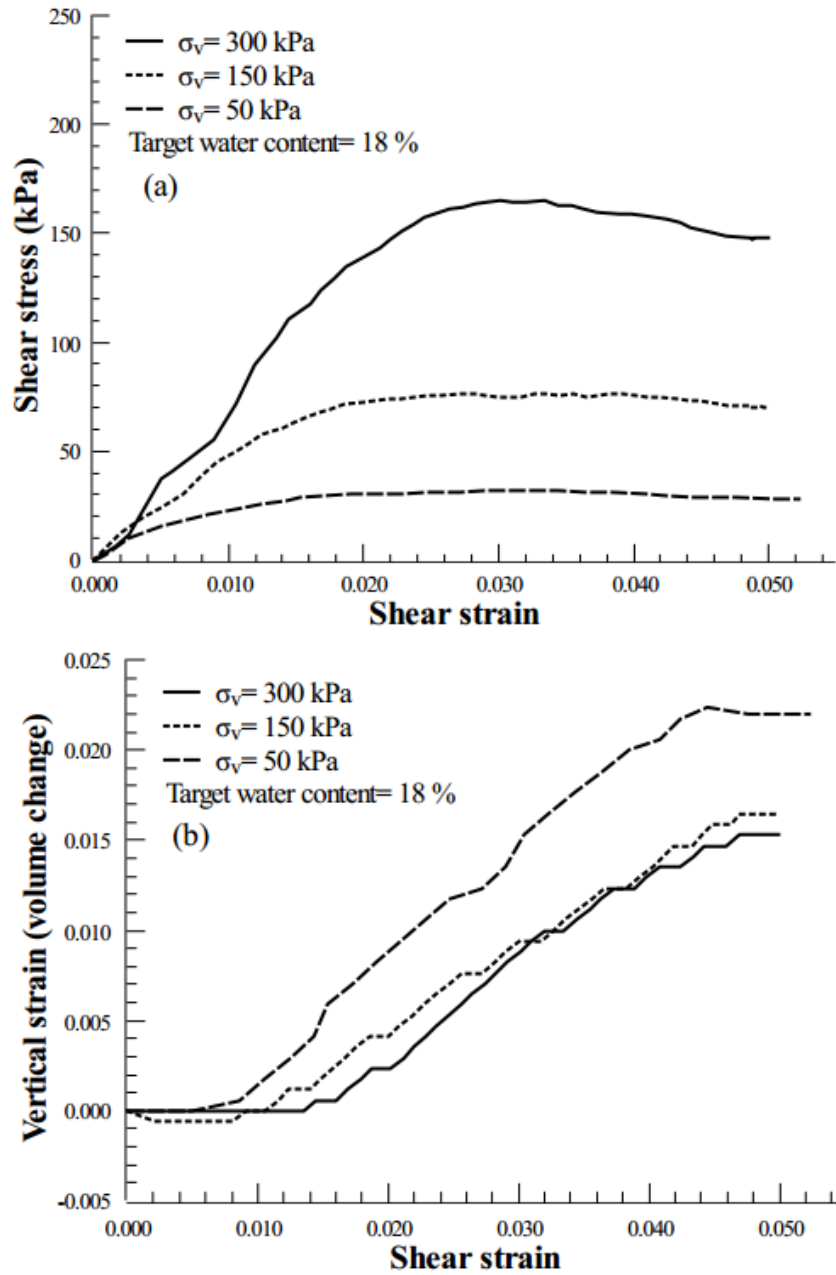 250
200
150
100
50
0
Shear stress (kPa)
σv= 300 kPa
σv= 150 kPa
σv= 50 kPa
Target water content= 18 %
(a)
0.000 0.010 0.020 0.030 0.040 0.050
Shear strain
0.025
0.020
0.015
0.010
0.005
0.000
-0.005
Vertical strain (volume change)
σv= 300 kPa
σv= 150 kPa
σv= 50 kPa
Target water content= 18 %
(b)
0.000 0.010 0.020 0.030 0.040 0.050
Shear strain